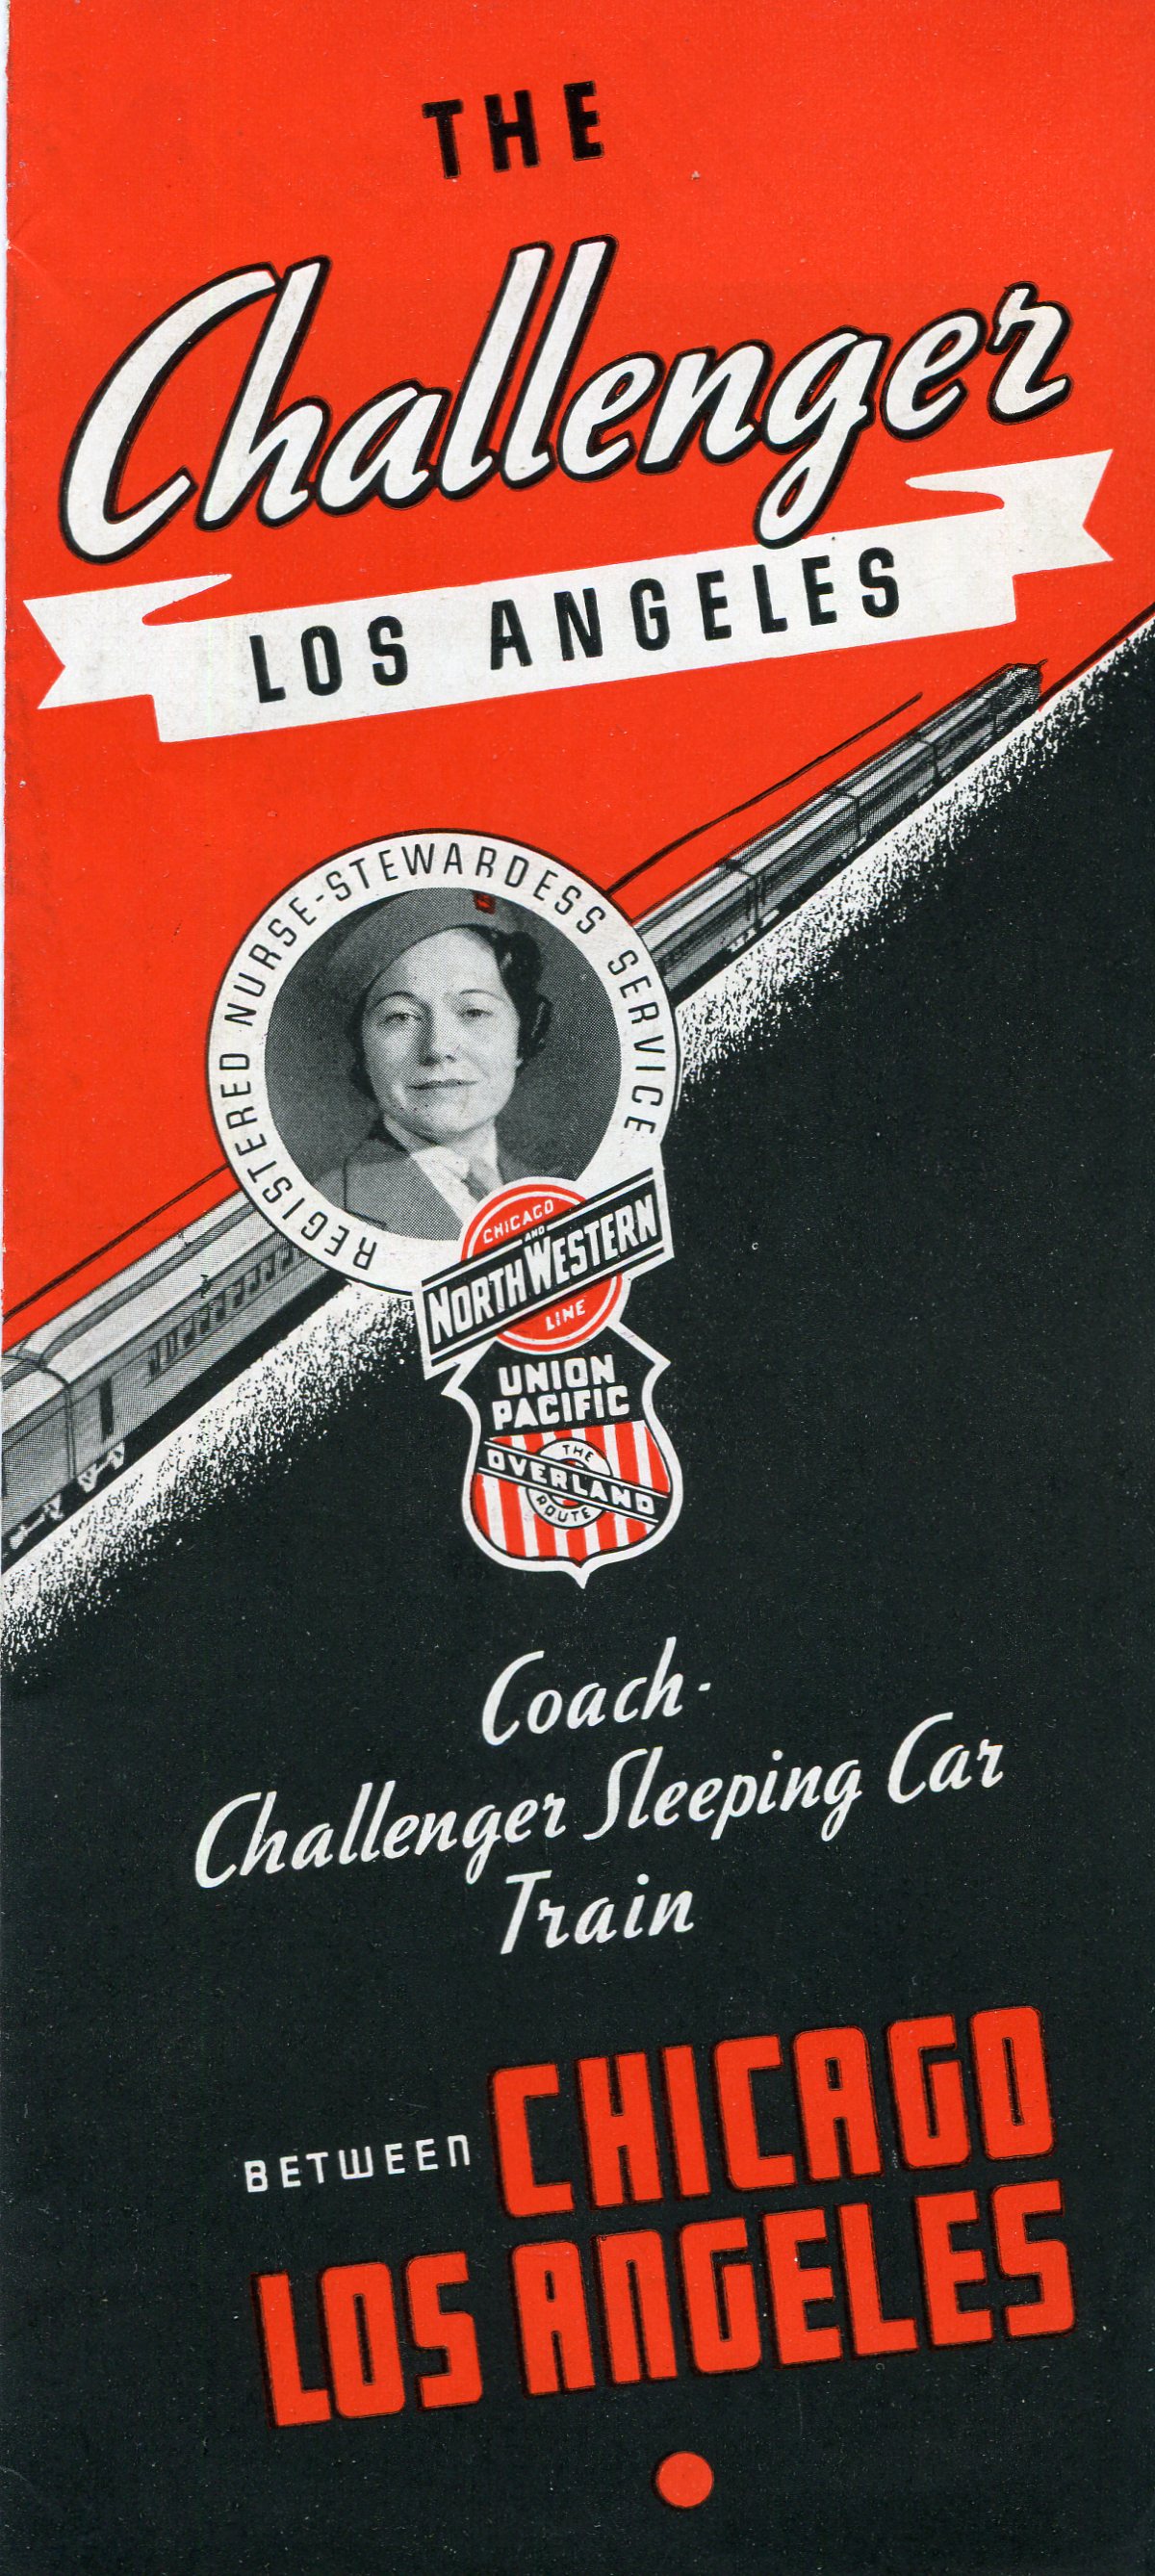 THE
Challenger
LOS ANGELES
REGISTERED NURSE-STEWARDESS SERVICE
CHICAGO
AND
NORTH WESTERN
LINE
UNION
PACIFIC
THE
OVERLAND
ROUTE
Coach-
Challenger Sleeping Car
Train
BETWEEN CHICAGO
LOS ANGELES